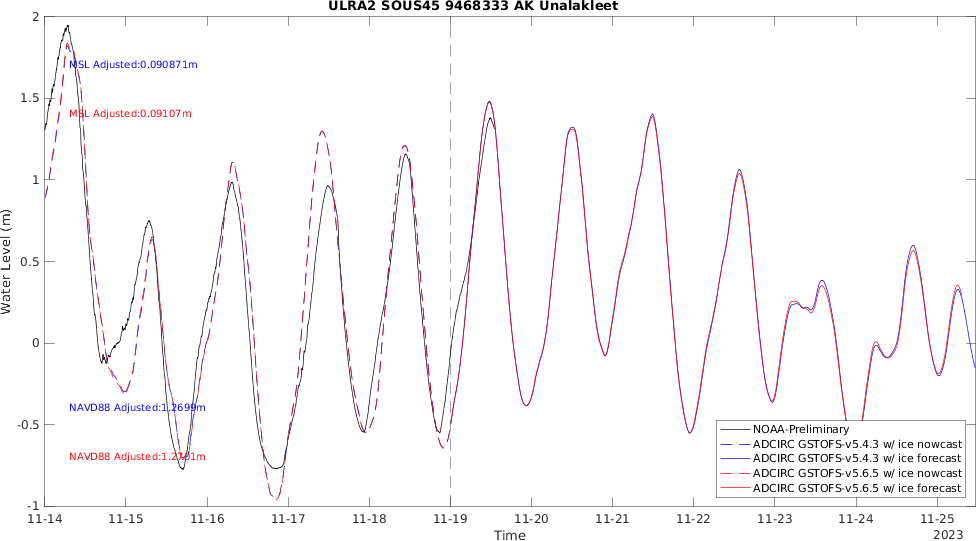 ULRA2 SOUS45 9468333 AK Unalakleet
2
1.5
1
0.5
0
-0.5
-1
Water Level (m)
MSL Adjusted:0.090871m
MSL Adjusted:0.09107m
NAVD88 Adjusted:1.2699m
NAVD88 Adjusted:
NOAA-Preliminary
ADCIRC GSTOFS-v5.4.3 w/ ice nowcast
ADCIRC GSTOFS-v5.4.3 w/ ice forecast
ADCIRC GSTOFS-v5.6.5 w/ ice nowcast
ADCIRC GSTOFS-v5.6.5 w/ ice forecast
11-14 11-15 11-16 11-17 11-18 11-19 11-20 11-21 11-22 11-23 11-24 11-25
Time
2023